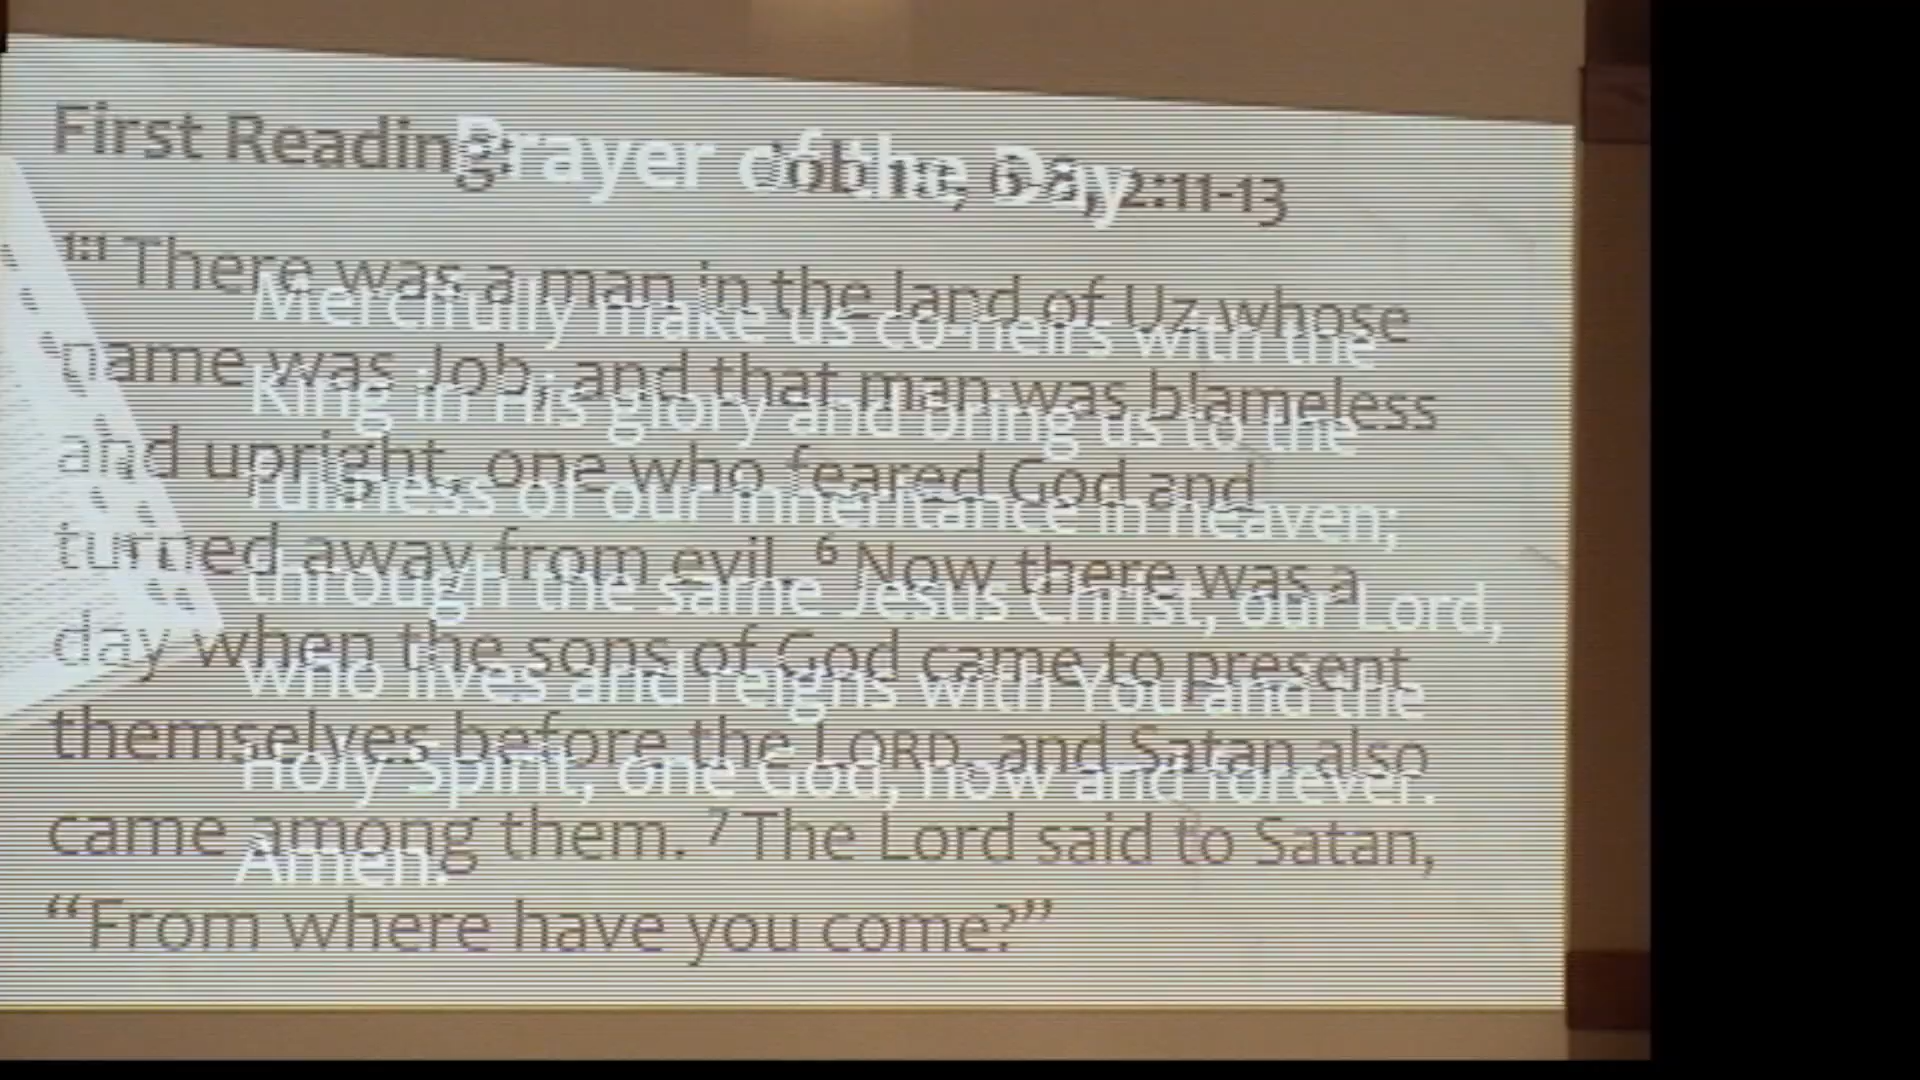 First Reading:
2:11-13
1:1 There was a man in the land of Uz whose
name was Job, and that man was blameless
and upright, one who feared God and
turned away from evil. 6 Now there was a
day when the sons of God came to present
themselves before the LORD, and Satan also
came among them. 7 The Lord said to Satan,
“From where have you come?”
Prayer of the Day
Mercifully make us co-heirs with the
King in His glory and bring us to the
fullness of our inheritance in heaven;
through the same Jesus Christ, our Lord,
who lives and reigns with You and the
Holy Spirit, one God, now and forever.
Amen.